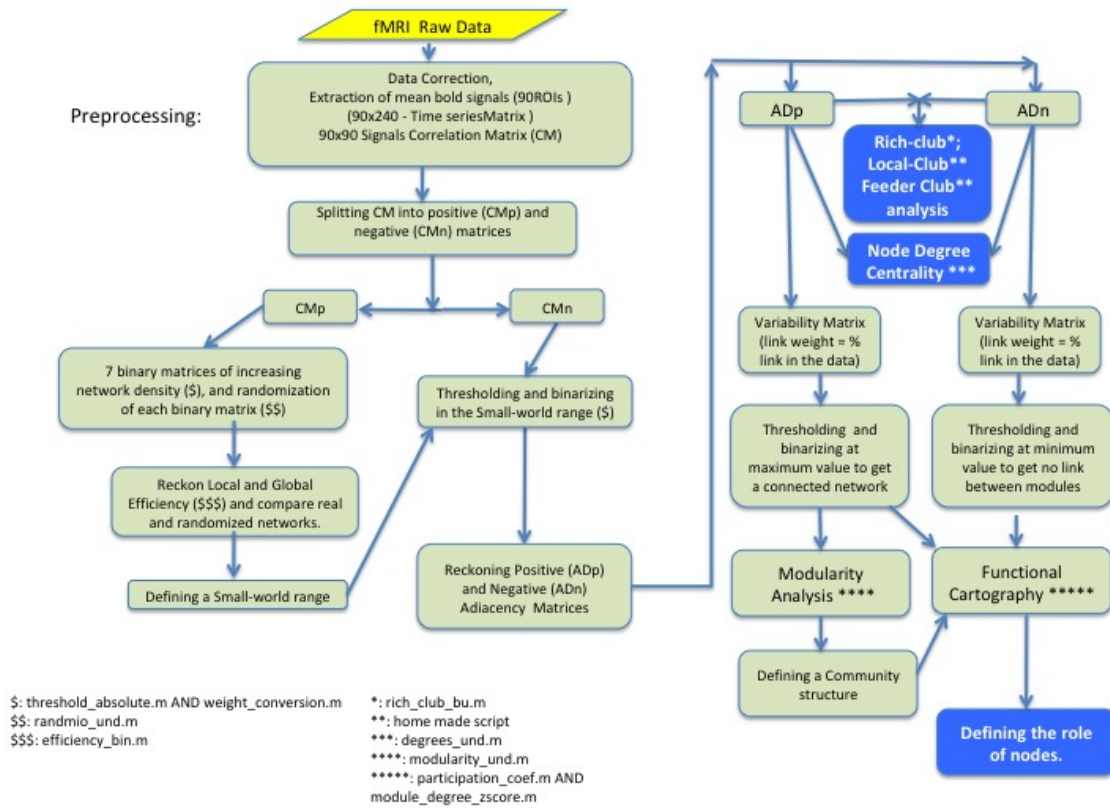 fMRI Raw Data
Preprocessing:
Data Correction,
Extraction of mean bold signals (90ROIs )
(90x240 - Time seriesMatrix )
90x90 Signals Correlation Matrix (CM)
Splitting CM into positive (CMp) and
negative (CMn) matrices
CMp
CMn
7 binary matrices of increasing
network density ($), and randomization
of each binary matrix ($$)
Thresholding and binarizing
in the Small-world range ($)
Reckon Local and Global
Efficiency ($$$) and compare real
and randomized networks.
Defining a Small-world range
Reckoning Positive (ADp)
and Negative (ADn)
Adiacency Matrices
ADp
ADn
Rich-club*;
Local-Club**
Feeder Club**
analysis
Node Degree
Centrality ***
Variability Matrix
(link weight = %
link in the data)
Variability Matrix
(link weight = %
link in the data)
Thresholding and
binarizing at
maximum value to get
a connected network
Thresholding and
binarizing at minimum
value to get no link
between modules
Modularity
Analysis ****
Functional
Cartography *****
Defining a Community
structure
Defining the role
of nodes.
$: threshold_absolute.m AND weight_conversion.m
$$: randmio_und.m
$$$: efficiency_bin.m
*: rich_club_bu.m
**: home made script
***: degrees_und.m
****: modularity_und.m
*****: participation_coef.m AND
module_degree_zscore.m